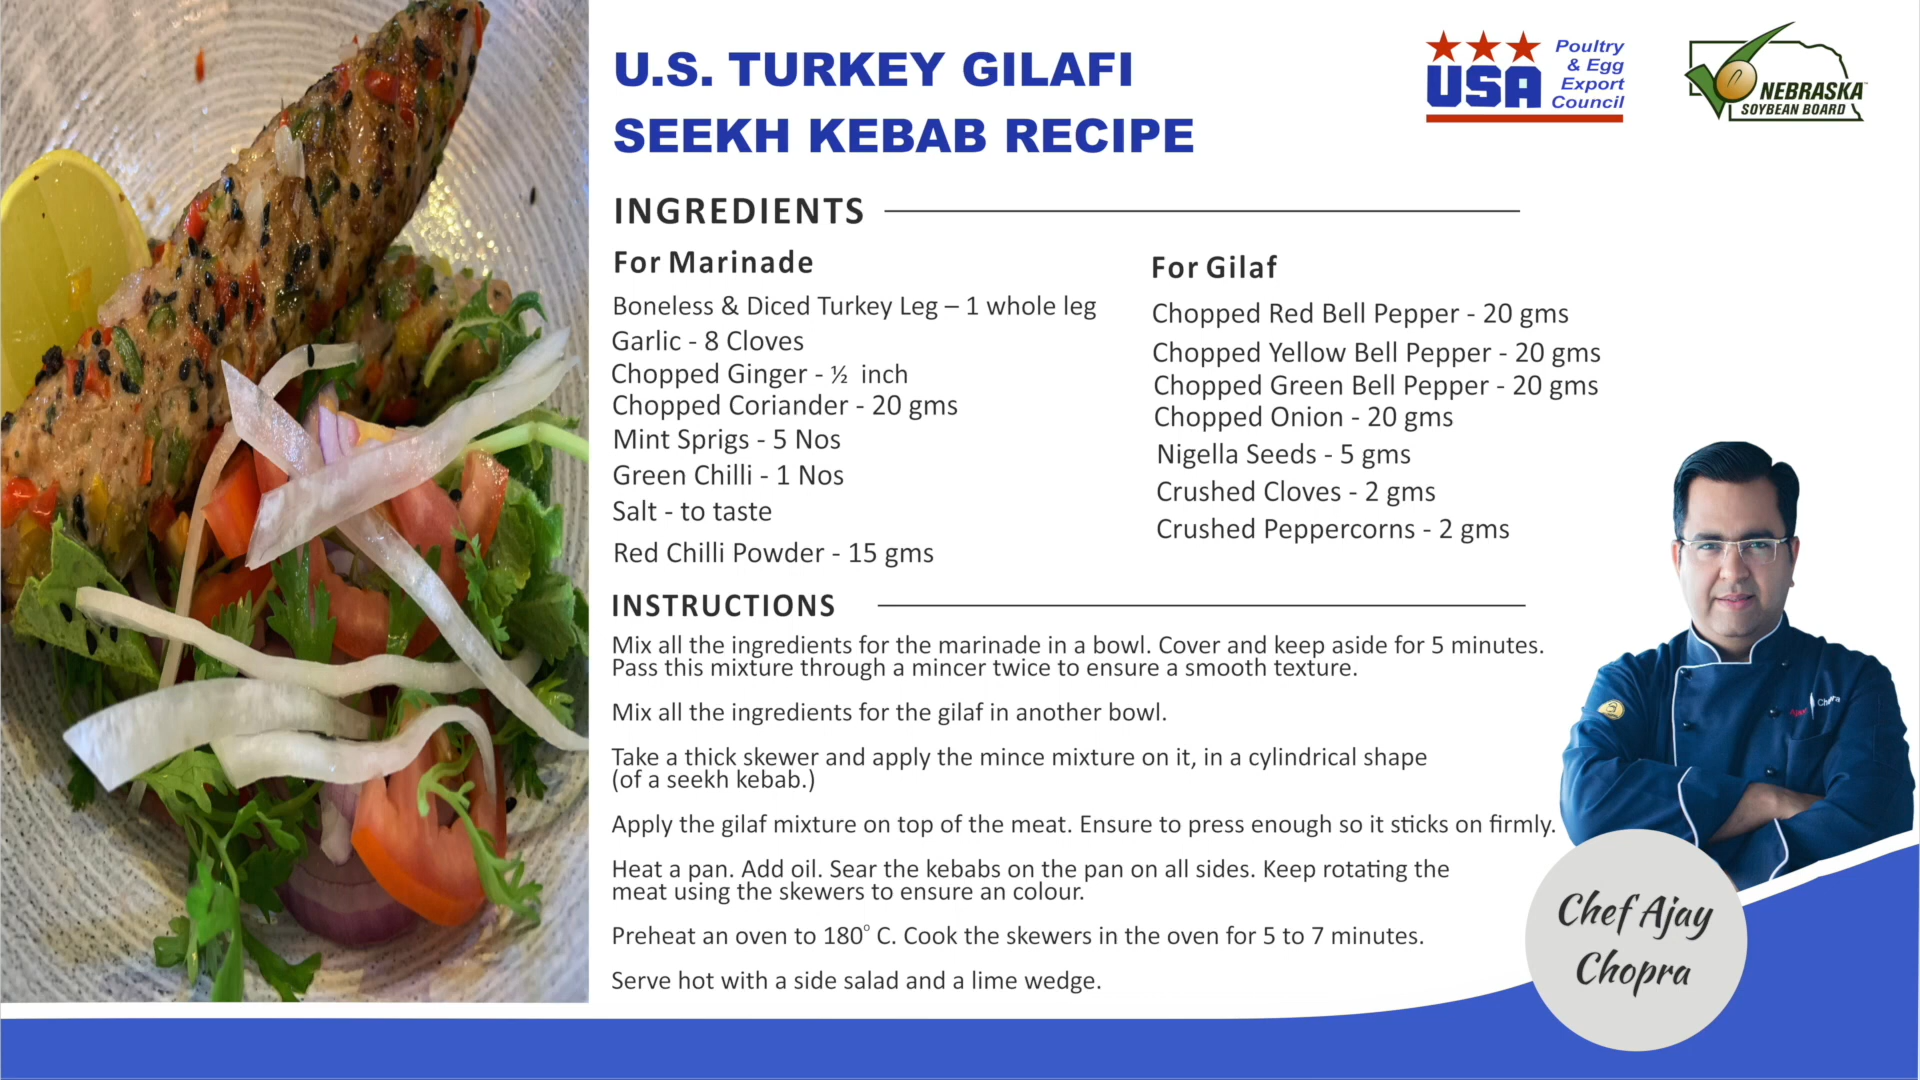 U.S. TURKEY GILAFI
SEEKH KEBAB RECIPE
USA
Poultry
& Egg
Export
Council
NEBRASKA™
SOYBEAN BOARD
INGREDIENTS
For Marinade
Boneless & Diced Turkey Leg – 1 whole leg
Garlic - 8 Cloves
Chopped Ginger - ½ inch
Chopped Coriander - 20 gms
Mint Sprigs - 5 Nos
Green Chilli - 1 Nos
Salt - to taste
Red Chilli Powder - 15 gms
For Gilaf
Chopped Red Bell Pepper - 20 gms
Chopped Yellow Bell Pepper - 20 gms
Chopped Green Bell Pepper - 20 gms
Chopped Onion - 20 gms
Nigella Seeds - 5 gms
Crushed Cloves - 2 gms
Crushed Peppercorns - 2 gms
INSTRUCTIONS
Mix all the ingredients for the marinade in a bowl. Cover and keep aside for 5 minutes.
Pass this mixture through a mincer twice to ensure a smooth texture.
Mix all the ingredients for the gilaf in another bowl.
Take a thick skewer and apply the mince mixture on it, in a cylindrical shape
(of a seekh kebab.)
Apply the gilaf mixture on top of the meat. Ensure to press enough so it sticks on firmly.
Heat a pan. Add oil. Sear the kebabs on the pan on all sides. Keep rotating the
meat using the skewers to ensure an colour.
Preheat an oven to 180° C. Cook the skewers in the oven for 5 to 7 minutes.
Serve hot with a side salad and a lime wedge.
Chef Ajay
Chopra